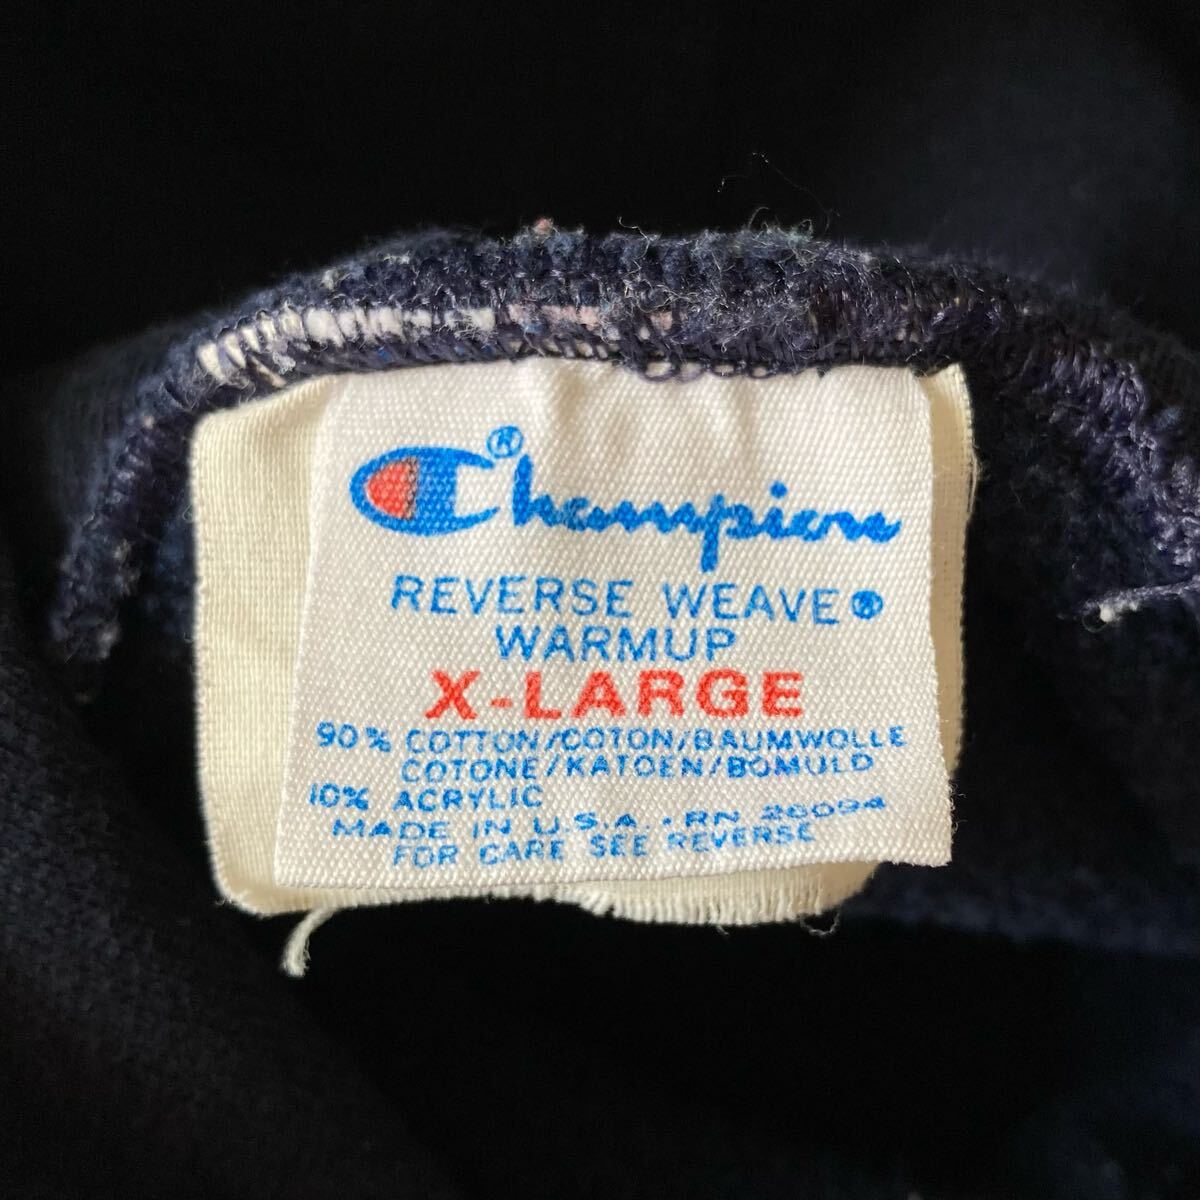 Champion®
REVERSE WEAVE®
WARMUP
X-LARGE
90% COTTON/COTON/BAUMWOLLE
COTONE/KATOEN/BOMULD
10% ACRYLIC
MADE IN U.S.A. · RN 26094
FOR CARE SEE REVERSE